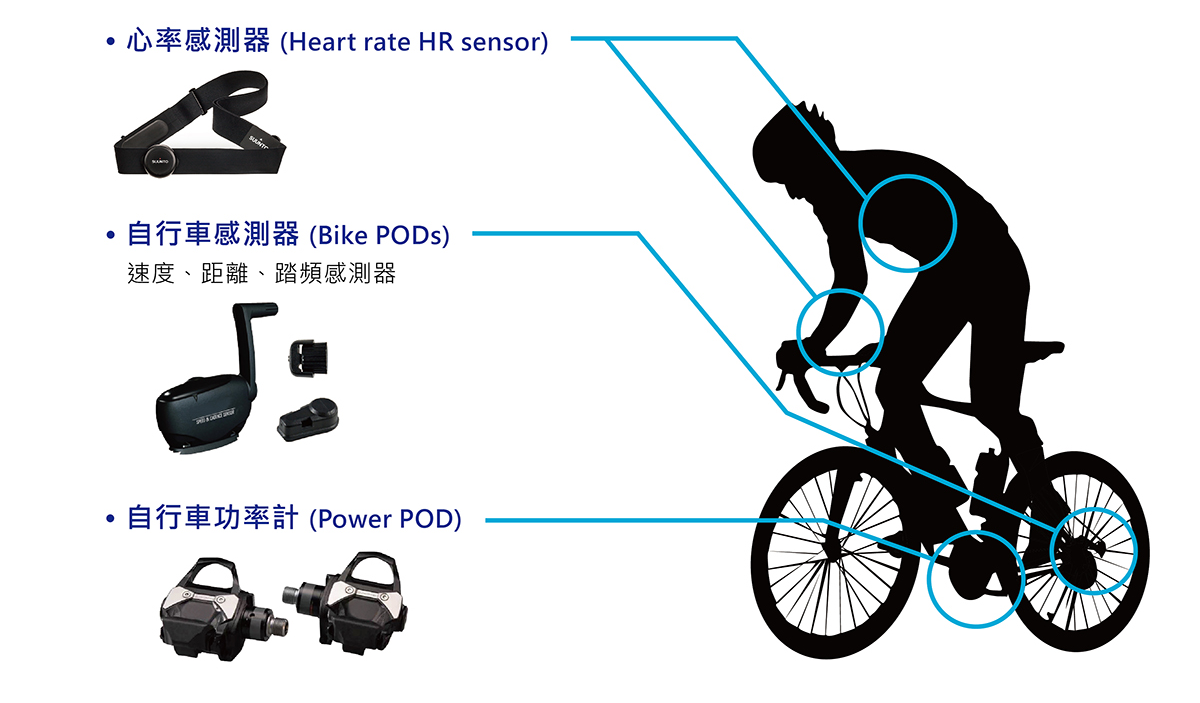 • 心率感測器 (Heart rate HR sensor)
SUUNTO
SUUNTO
• 自行車感測器 (Bike PODs)
速度、距離、踏頻感測器
SPEED & CADENCE SENSOR
• 自行車功率計 (Power POD)